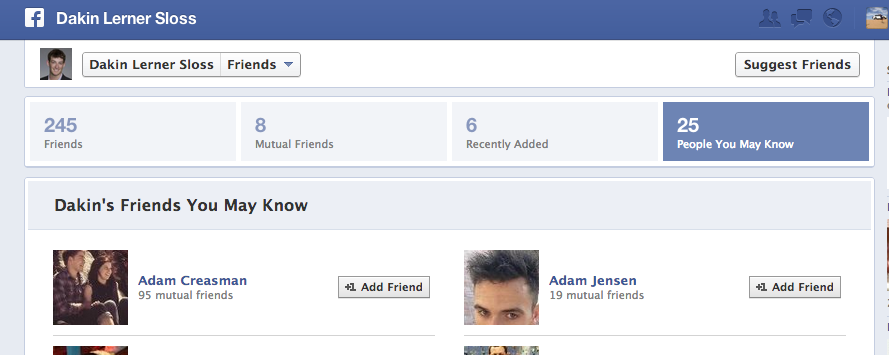 Dakin Lerner Sloss
Dakin Lerner Sloss Friends
Suggest Friends
245
Friends
8
Mutual Friends
6
Recently Added
25
People You May Know
Dakin's Friends You May Know
Adam Creasman
95 mutual friends
+1 Add Friend
Adam Jensen
19 mutual friends
+1 Add Friend